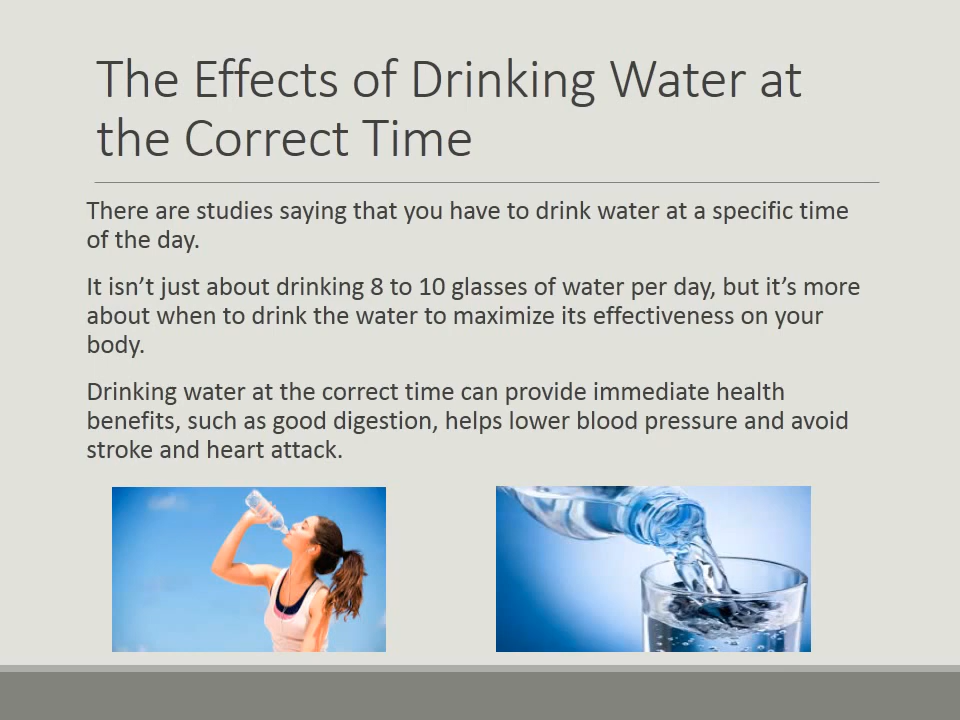 The Effects of Drinking Water at
the Correct Time
There are studies saying that you have to drink water at a specific time
of the day.
It isn’t just about drinking 8 to 10 glasses of water per day, but it’s more
about when to drink the water to maximize its effectiveness on your
body.
Drinking water at the correct time can provide immediate health
benefits, such as good digestion, helps lower blood pressure and avoid
stroke and heart attack.